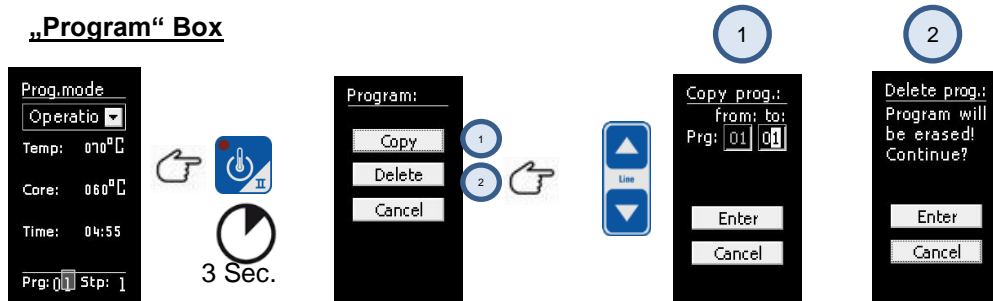 „Program“ Box
Prog.mode
Operatio
Temp: 070°C
Core: 060°C
Time: 04:55
Prg: 01 Stp: 1
II
3 Sec.
Program:
Copy
Delete
Cancel
1
2
Line
1
Copy prog.:
from: to:
Prg: 01 01
Enter
Cancel
2
Delete prog.:
Program will
be erased!
Continue?
Enter
Cancel